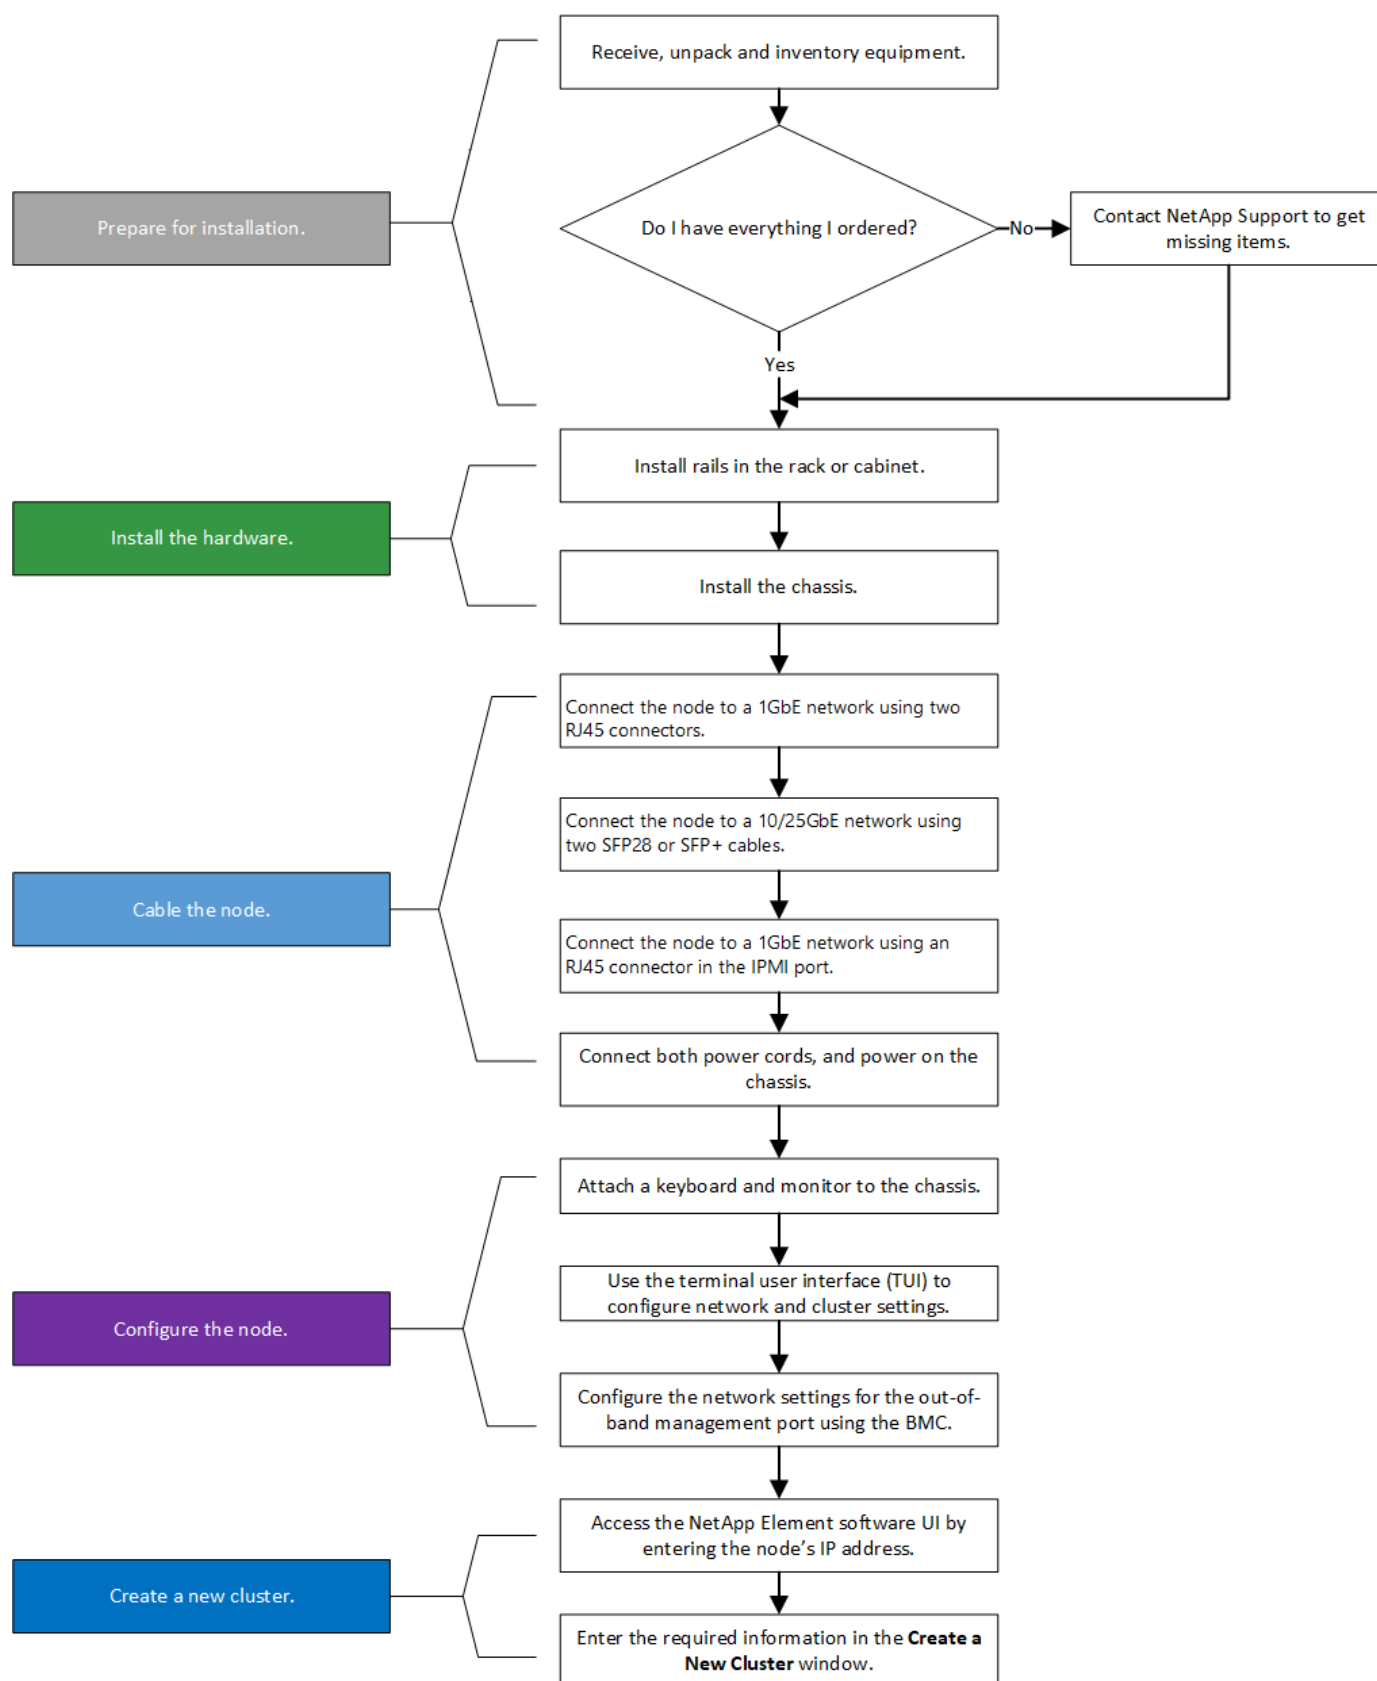 Receive, unpack and inventory equipment.
Prepare for installation.
Do I have everything I ordered?
No
Contact NetApp Support to get
missing items.
Yes
Install rails in the rack or cabinet.
Install the hardware.
Install the chassis.
Connect the node to a 1GbE network using two
RJ45 connectors.
Connect the node to a 10/25GbE network using
two SFP28 or SFP+ cables.
Cable the node.
Connect the node to a 1GbE network using an
RJ45 connector in the IPMI port.
Connect both power cords, and power on the
chassis.
Attach a keyboard and monitor to the chassis.
Use the terminal user interface (TUI) to
configure network and cluster settings.
Configure the node.
Configure the network settings for the out-of-
band management port using the BMC.
Access the NetApp Element software UI by
entering the node’s IP address.
Create a new cluster.
Enter the required information in the Create a
New Cluster window.